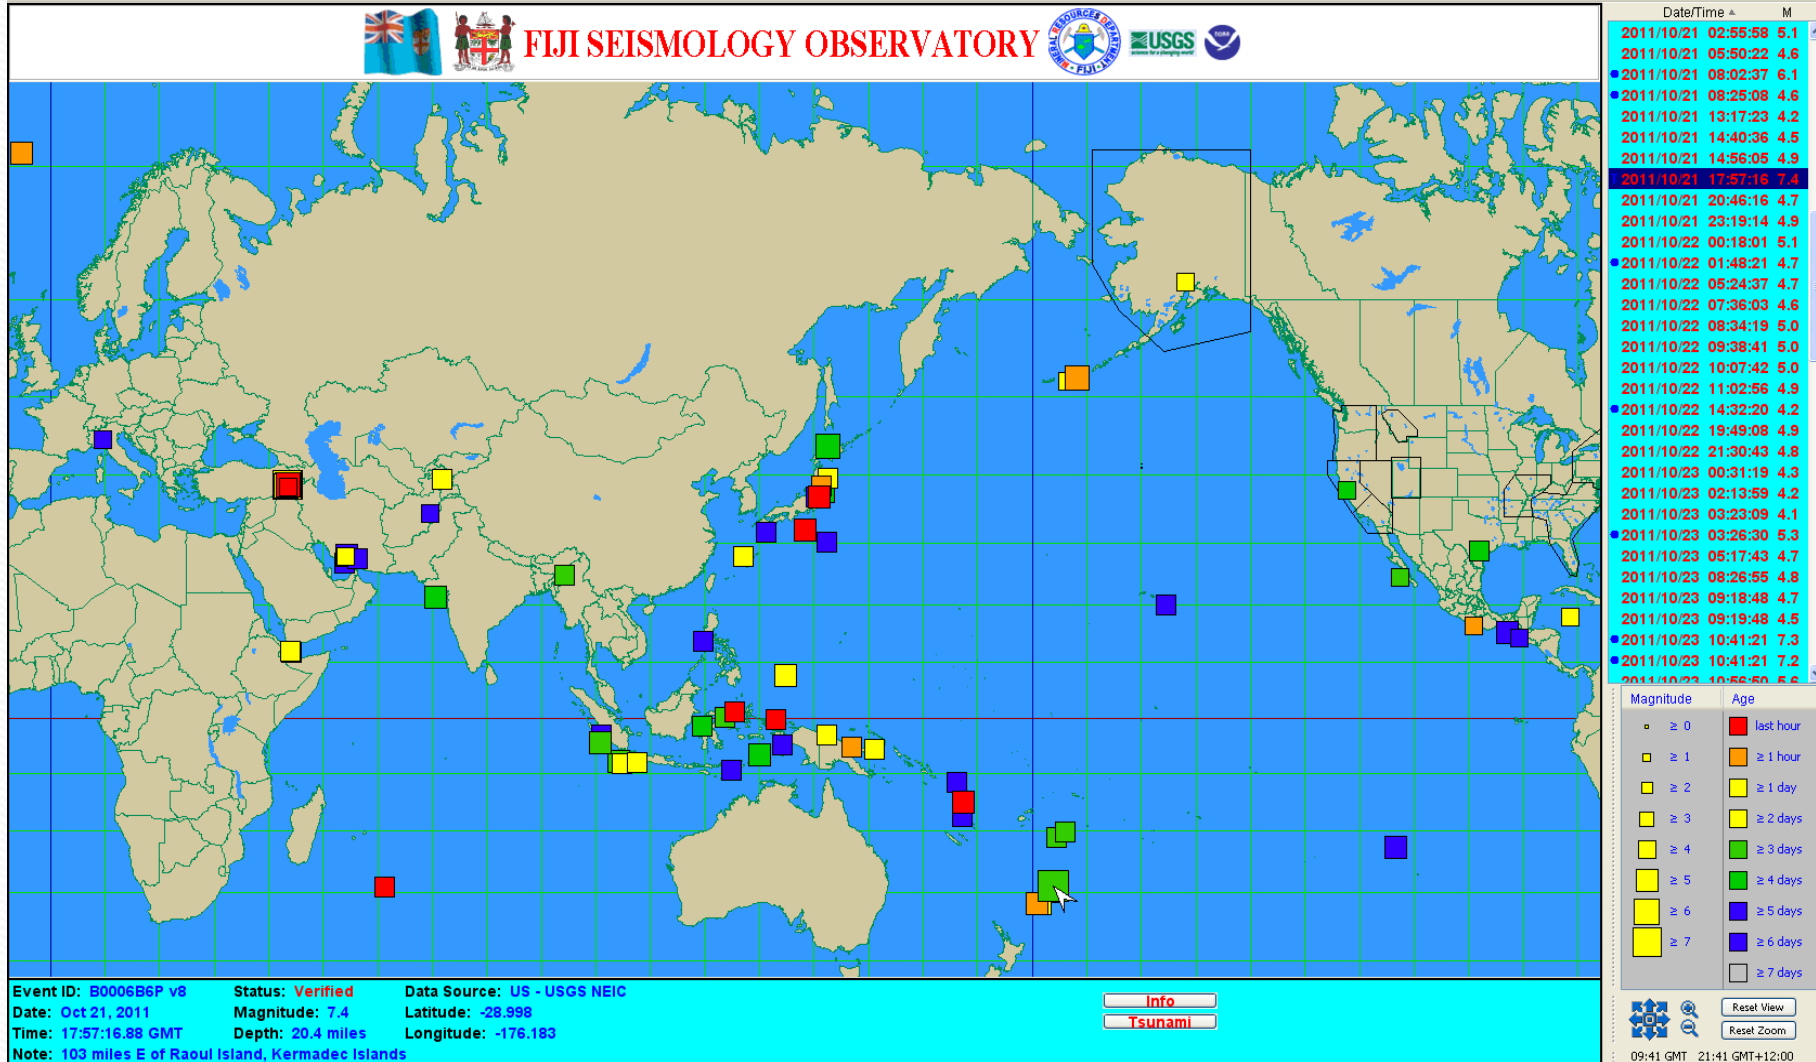 FIJI SEISMOLOGY OBSERVATORY
MINERAL RESOURCES DEPARTMENT
FIJI
USGS
science for a changing world
noaa
Date/Time M
2011/10/21 02:55:58 5.1
2011/10/21 05:50:22 4.6
2011/10/21 08:02:37 6.1
2011/10/21 08:25:08 4.6
2011/10/21 13:17:23 4.2
2011/10/21 14:40:36 4.5
2011/10/21 14:56:05 4.9
2011/10/21 17:57:16 7.4
2011/10/21 20:46:16 4.7
2011/10/21 23:19:14 4.9
2011/10/22 00:18:01 5.1
2011/10/22 01:48:21 4.7
2011/10/22 05:24:37 4.7
2011/10/22 07:36:03 4.6
2011/10/22 08:34:19 5.0
2011/10/22 09:38:41 5.0
2011/10/22 10:07:42 5.0
2011/10/22 11:02:56 4.9
2011/10/22 14:32:20 4.2
2011/10/22 19:49:08 4.9
2011/10/22 21:30:43 4.8
2011/10/23 00:31:19 4.3
2011/10/23 02:13:59 4.2
2011/10/23 03:23:09 4.1
2011/10/23 03:26:30 5.3
2011/10/23 05:17:43 4.7
2011/10/23 08:26:55 4.8
2011/10/23 09:18:48 4.7
2011/10/23 09:19:48 4.5
2011/10/23 10:41:21 7.3
2011/10/23 10:41:21 7.2
2011/10/23 10:56:50 5.6
Magnitude Age
≥ 0 last hour
≥ 1 ≥ 1 hour
≥ 2 ≥ 1 day
≥ 3 ≥ 2 days
≥ 4 ≥ 3 days
≥ 5 ≥ 4 days
≥ 6 ≥ 5 days
≥ 7 ≥ 6 days
≥ 7 days
Reset View
Reset Zoom
09:41 GMT 21:41 GMT+12:00
Event ID: B0006B6P v8 Status: Verified Data Source: US - USGS NEIC
Date: Oct 21, 2011 Magnitude: 7.4 Latitude: -28.998
Time: 17:57:16.88 GMT Depth: 20.4 miles Longitude: -176.183
Note: 103 miles E of Raoul Island, Kermadec Islands
Info
Tsunami